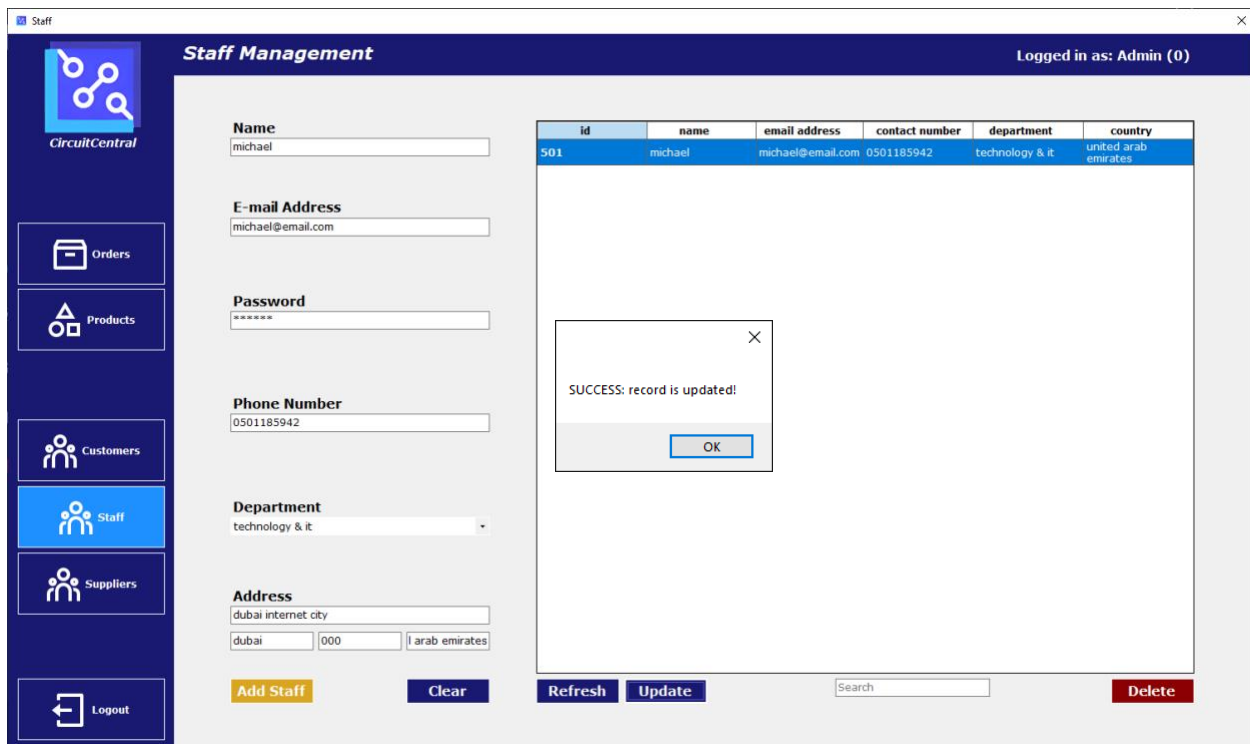 Staff
Staff Management
Logged in as: Admin (0)
CircuitCentral
Orders
Products
Customers
Staff
Suppliers
Logout
Name
michael
E-mail Address
michael@email.com
Password
******
Phone Number
0501185942
Department
technology & it
Address
dubai internet city
dubai 000 l arab emirates
Add Staff Clear
id name email address contact number department country
501 michael michael@email.com 0501185942 technology & it united arab
emirates
SUCCESS: record is updated!
OK
Refresh Update Search Delete